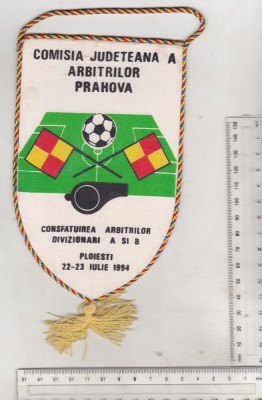 COMISIA JUDETEANA A
ARBITRILOR
PRAHOVA
CONSFATUIREA ARBITRILOR
DIVIZIONARI A SI B
PLOIESTI
22-23 IULIE 1994